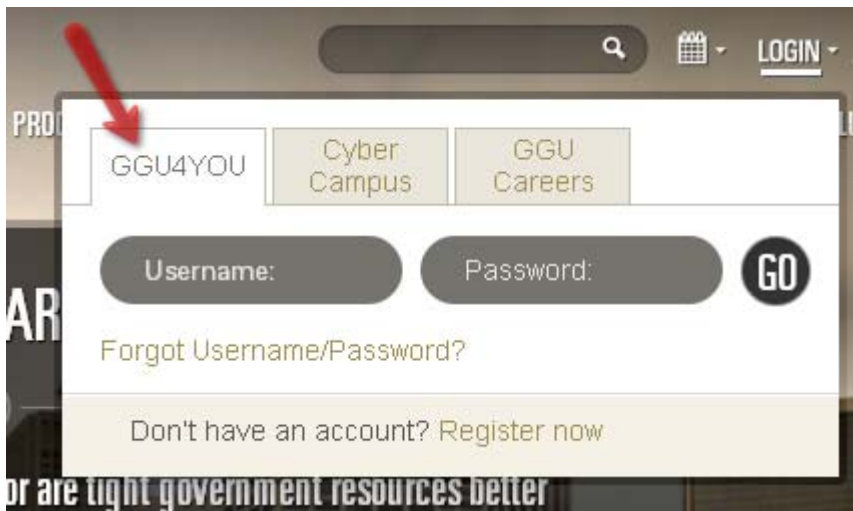 LOGIN
PRO
GGU4YOU
Cyber
Campus
GGU
Careers
Username:
Password:
GO
AR
Forgot Username/Password?
Don't have an account? Register now
or are tight government resources better